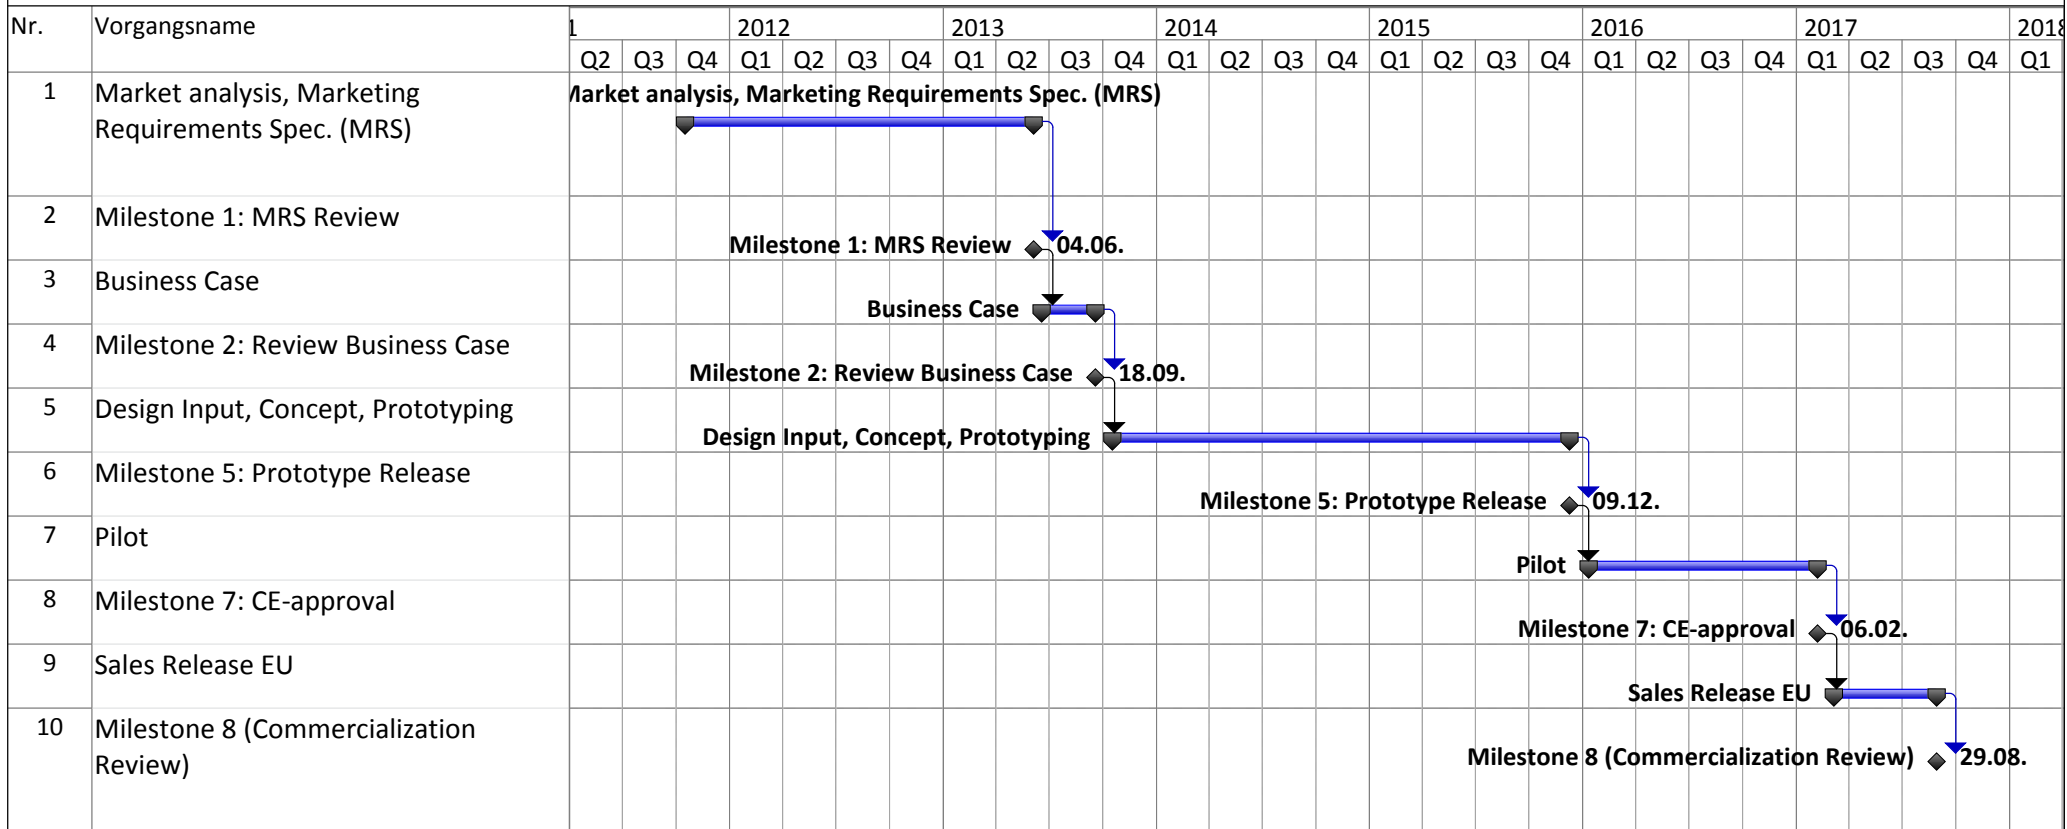 Nr. Vorgangsname 1 2012 2013 2014 2015 2016 2017 2018
Q2 Q3 Q4 Q1 Q2 Q3 Q4 Q1 Q2 Q3 Q4 Q1 Q2 Q3 Q4 Q1 Q2 Q3 Q4 Q1 Q2 Q3 Q4 Q1 Q2 Q3 Q4 Q1
1 Market analysis, Marketing
Requirements Spec. (MRS)
Market analysis, Marketing Requirements Spec. (MRS)
2 Milestone 1: MRS Review
Milestone 1: MRS Review 04.06.
3 Business Case
Business Case
4 Milestone 2: Review Business Case
Milestone 2: Review Business Case 18.09.
5 Design Input, Concept, Prototyping
Design Input, Concept, Prototyping
6 Milestone 5: Prototype Release
Milestone 5: Prototype Release 09.12.
7 Pilot
Pilot
8 Milestone 7: CE-approval
Milestone 7: CE-approval 06.02.
9 Sales Release EU
Sales Release EU
10 Milestone 8 (Commercialization
Review)
Milestone 8 (Commercialization Review) 29.08.